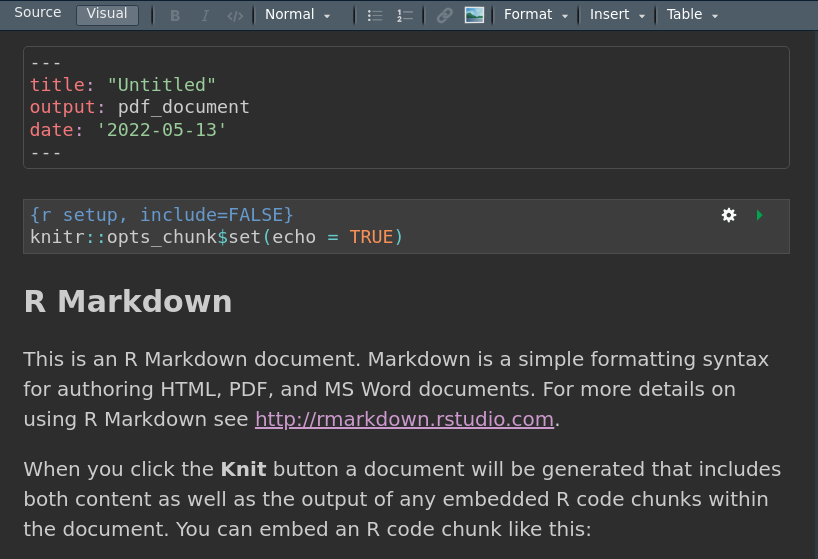 Source Visual B I </> Normal Format Insert Table
---
title: "Untitled"
output: pdf_document
date: '2022-05-13'
---
{r setup, include=FALSE}
knitr::opts_chunk$set(echo = TRUE)
R Markdown
This is an R Markdown document. Markdown is a simple formatting syntax
for authoring HTML, PDF, and MS Word documents. For more details on
using R Markdown see http://rmarkdown.rstudio.com.
When you click the Knit button a document will be generated that includes
both content as well as the output of any embedded R code chunks within
the document. You can embed an R code chunk like this: